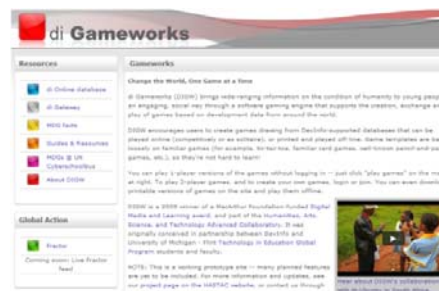 di Gameworks
Resources
di Online database
di Gateway
MDG facts
Guides & Resources
MDGs @ UN
Cyberschoolbus
About DIGW
Global Action
Fractor
Coming soon: Live Fractor
feed
Gameworks
Change the World, One Game at a Time
di Gameworks (DIGW) brings wide-ranging information on the condition of humanity to young peop
an engaging, social way through a software gaming engine that supports the creation, exchange an
play of games based on development data from around the world.
DIGW encourages users to create games drawing from DevInfo-supported databases that can be
played online (competitively or as solitaire), or printed and played off-line. Game templates are ba
loosely on familiar games (for example, tic-tac-toe, familiar card games, well-known pencil and pa
games, etc.), so they're not hard to learn!
You can play 1-player versions of the games without logging in -- just click "play games" on the me
at right. To play 2-player games, and to create your own games, login or join. You can even downl
printable versions of games on the site and play them offline.
DIGW is a 2009 winner of a MacArthur Foundation-funded Digital
Media and Learning award, and part of the Humanities, Arts,
Science, and Technology Advanced Collaboratory. It was
originally conceived in partnership between DevInfo and
University of Michigan - Flint Technology in Education Global
Program students and faculty.
NOTE: This is a working prototype site -- many planned features
are yet to be included. For more information and updates, see
our project page on the HASTAC website, or contact us through
Hear about DIGW's collaboration
with in South Africa